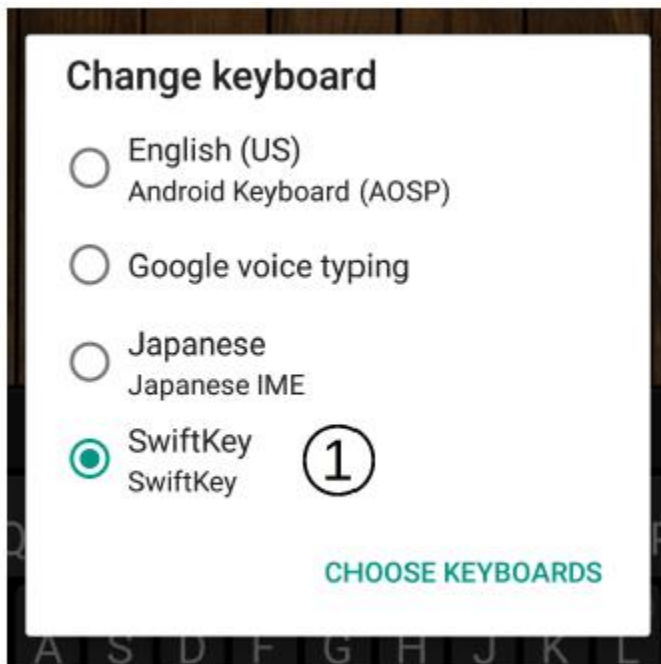 Change keyboard
English (US)
Android Keyboard (AOSP)
Google voice typing
Japanese
Japanese IME
SwiftKey
SwiftKey
①
CHOOSE KEYBOARDS
Q
A S D F G H J K L